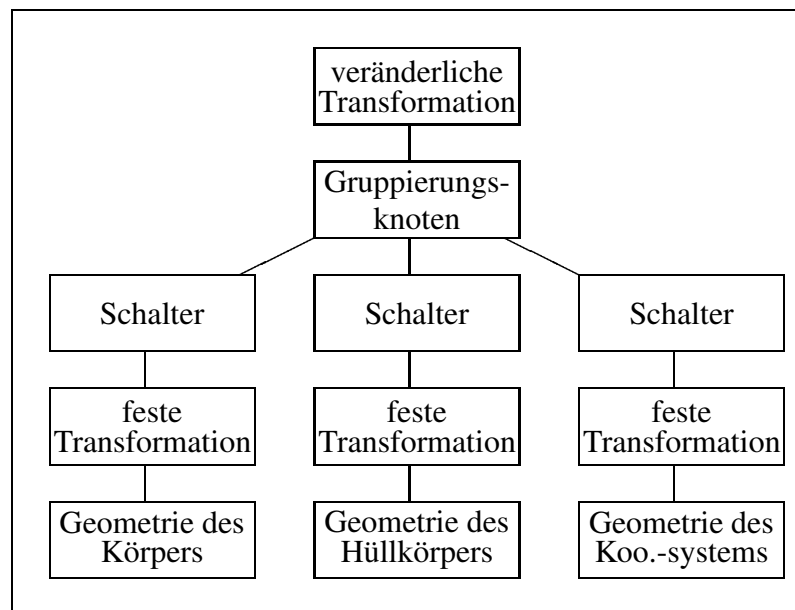 veränderliche
Transformation
Gruppierungs-
knoten
Schalter
Schalter
Schalter
feste
Transformation
feste
Transformation
feste
Transformation
Geometrie des
Körpers
Geometrie des
Hüllkörpers
Geometrie des
Koo.-systems